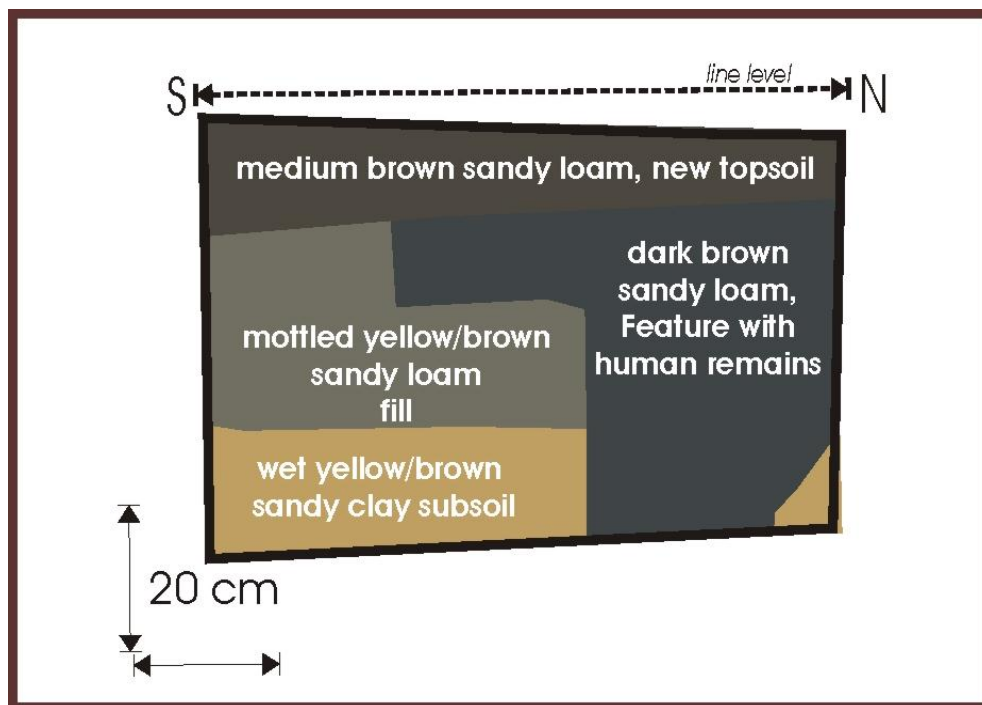 line level
S N
medium brown sandy loam, new topsoil
dark brown
sandy loam,
Feature with
human remains
mottled yellow/brown
sandy loam
fill
wet yellow/brown
sandy clay subsoil
20 cm